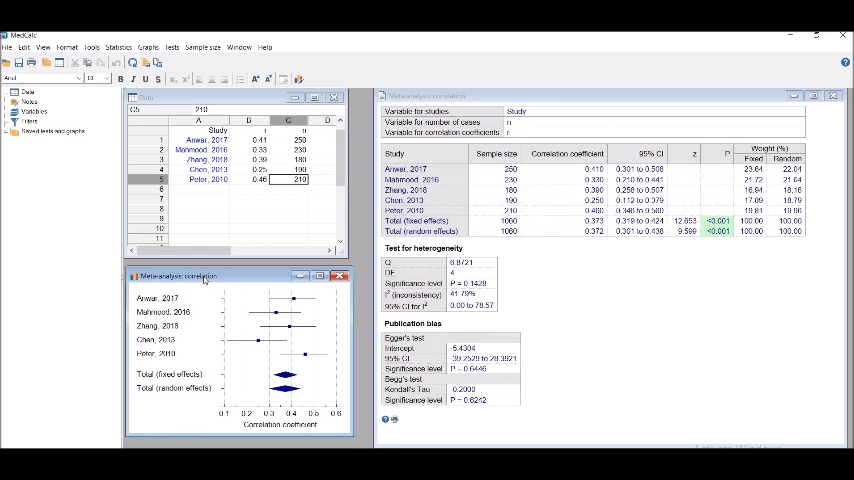 MedCalc
File Edit View Format Tools Statistics Graphs Tests Sample size Window Help
Arial 10 B I U S
Data
Notes
Variables
Filters
Saved tests and graphs
Data
C5 210
A B C D
Study r n
1 Anwar, 2017 0.41 250
2 Mahmood. 2016 0.33 230
3 Zhang, 2018 0.39 180
4 Chen, 2013 0.25 190
5 Peter, 2010 0.46 210
6
7
8
9
10
11
Meta-analysis: correlation
Anwar, 2017
Mahmood. 2016
Zhang, 2018
Chen, 2013
Peter, 2010
Total (fixed effects)
Total (random effects)
0.1 0.2 0.3 0.4 0.5 0.6
Correlation coefficient
Meta-analysis: correlation
Variable for studies Study
Variable for number of cases n
Variable for correlation coefficients r
Study Sample size Correlation coefficient 95% CI z P Weight (%)
Fixed Random
Anwar, 2017 250 0.410 0.301 to 0.508 23.64 22.04
Mahmood. 2016 230 0.330 0.210 to 0.441 21.72 21.04
Zhang, 2018 180 0.390 0.258 to 0.507 16.94 18.16
Chen, 2013 190 0.250 0.112 to 0.379 17.89 18.79
Peter, 2010 210 0.460 0.346 to 0.560 19.81 19.96
Total (fixed effects) 1060 0.373 0.319 to 0.424 12.653 <0.001 100.00 100.00
Total (random effects) 1060 0.372 0.301 to 0.438 9.599 <0.001 100.00 100.00
Test for heterogeneity
Q 6.8721
DF 4
Significance level P = 0.1428
I² (inconsistency) 41.79%
95% CI for I² 0.00 to 78.57
Publication bias
Egger's test
Intercept -5.4304
95% CI -39.2529 to 28.3921
Significance level P = 0.6446
Begg's test
Kendall's Tau 0.2000
Significance level P = 0.6242